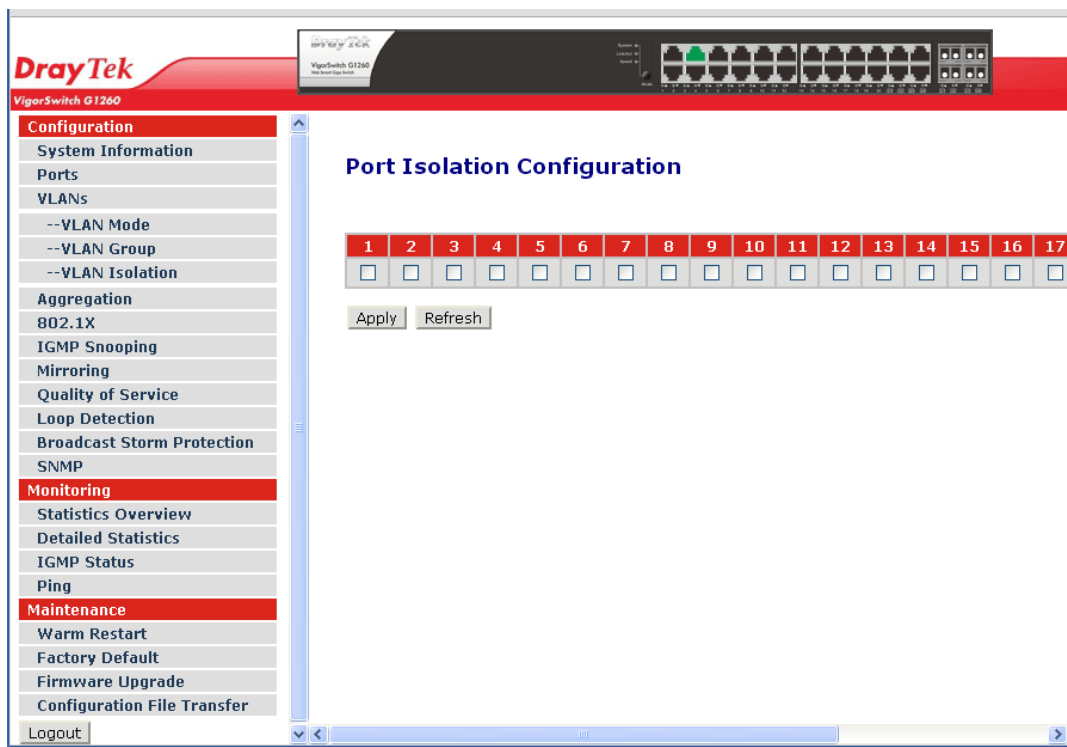 DrayTek
VigorSwitch G1260
DrayTek
VigorSwitch G1260
Configuration
System Information
Ports
VLANs
--VLAN Mode
--VLAN Group
--VLAN Isolation
Aggregation
802.1X
IGMP Snooping
Mirroring
Quality of Service
Loop Detection
Broadcast Storm Protection
SNMP
Monitoring
Statistics Overview
Detailed Statistics
IGMP Status
Ping
Maintenance
Warm Restart
Factory Default
Firmware Upgrade
Configuration File Transfer
Logout
Port Isolation Configuration
1 2 3 4 5 6 7 8 9 10 11 12 13 14 15 16 17
Apply Refresh